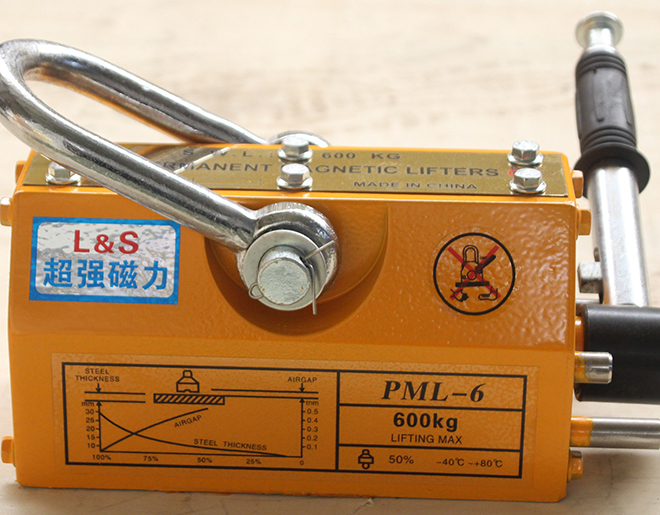 600 KG
MAGNETIC LIFTERS
MADE IN CHINA
L&S
超强磁力
STEEL
THICKNESS
AIRGAP
mm
mm
30
20
10
0.5
0.4
0.3
0.2
0.1
AIRGAP
STEEL THICKNESS
100%
75%
50%
25%
0
PML-6
600kg
LIFTING MAX
50%
-40℃~+80℃